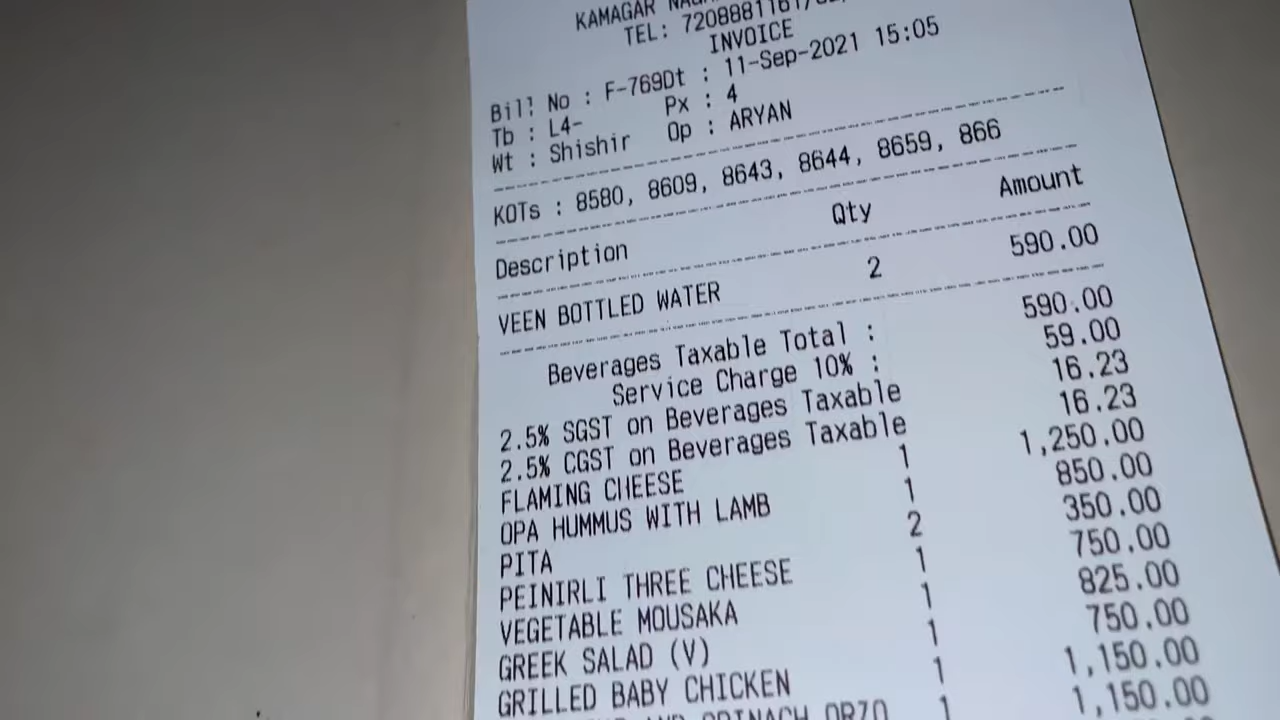 KAMAGAR
TEL:
INVOICE
Bill No : F-769Dt : 11-Sep-2021 15:05
Tb : L4- Px : 4
Wt : Shishir Op : ARYAN
KOTs : 8580, 8609, 8643, 8644, 8659, 866
Description Qty Amount
VEEN BOTTLED WATER 2 590.00
Beverages Taxable Total : 590.00
Service Charge 10% : 59.00
2.5% SGST on Beverages Taxable 16.23
2.5% CGST on Beverages Taxable 16.23
FLAMING CHEESE 1 1,250.00
OPA HUMMUS WITH LAMB 1 850.00
PITA 2 350.00
PEINIRLI THREE CHEESE 1 750.00
VEGETABLE MOUSAKA 1 825.00
GREEK SALAD (V) 1 750.00
GRILLED BABY CHICKEN 1 1,150.00
AND SPINACH ORZO 1 1,150.00